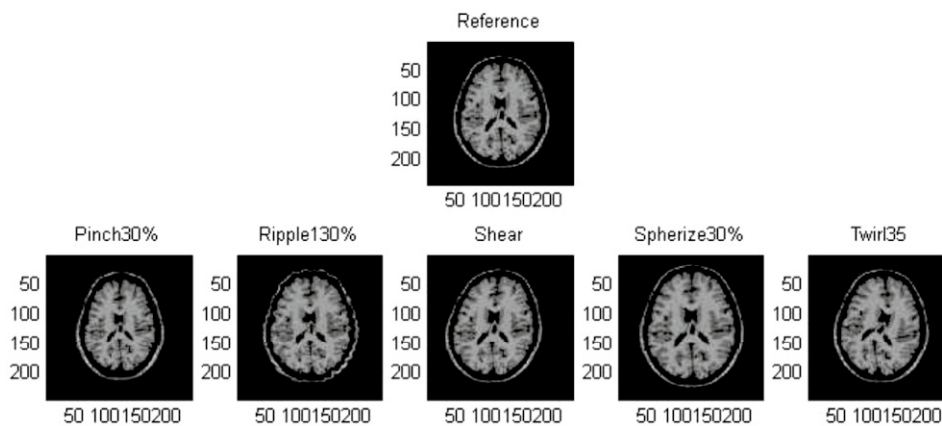 Reference
50
100
150
200
50 100150200
Pinch30% Ripple130% Shear Spherize30% Twirl35
50 50 50 50 50
100 100 100 100 100
150 150 150 150 150
200 200 200 200 200
50 100150200 50 100150200 50 100150200 50 100150200 50 100150200